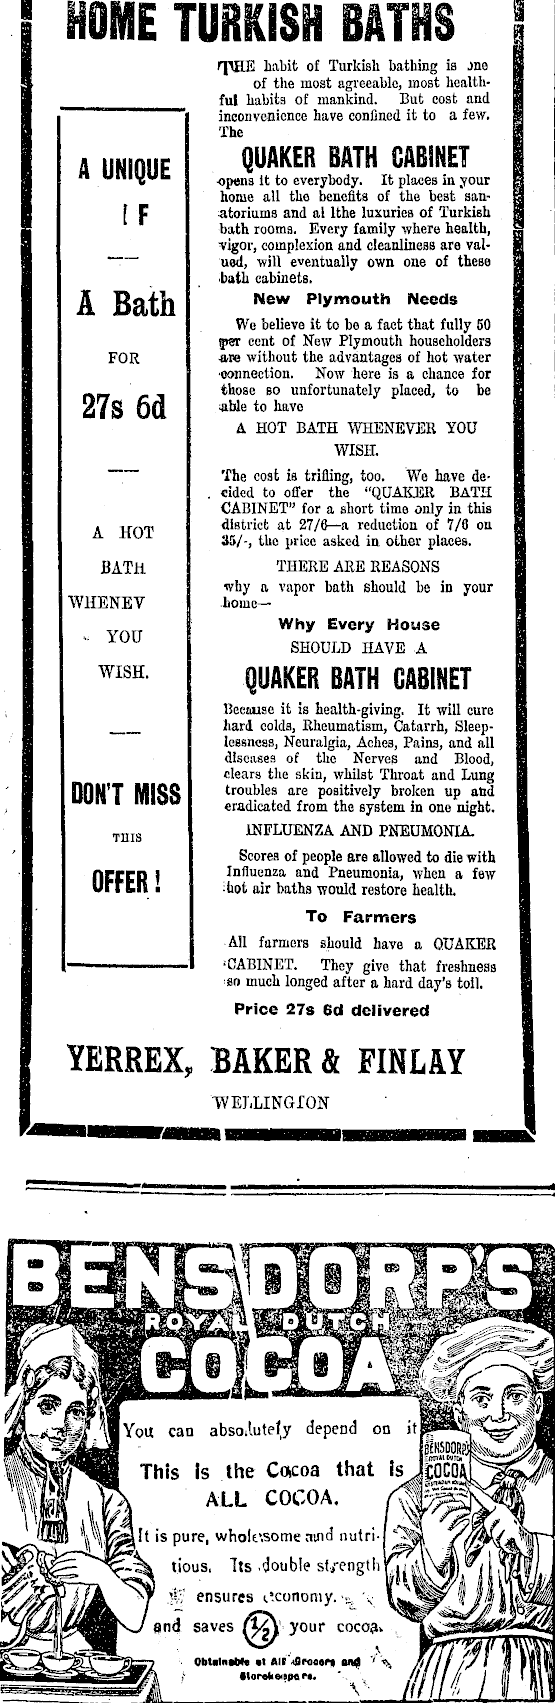 HOME TURKISH BATHS
A UNIQUE
IF
A Bath
FOR
27s 6d
A HOT
BATH
WHENEV
YOU
WISH.
DON'T MISS
THIS
OFFER!
THE habit of Turkish bathing is one
of the most agreeable, most health-
ful habits of mankind. But cost and
inconvenience have confined it to a few.
The
QUAKER BATH CABINET
opens it to everybody. It places in your
home all the benefits of the best san-
atoriums and al lthe luxuries of Turkish
bath rooms. Every family where health,
vigor, complexion and cleanliness are val-
ued, will eventually own one of these
bath cabinets.
New Plymouth Needs
We believe it to be a fact that fully 50
per cent of New Plymouth householders
are without the advantages of hot water
connection. Now here is a chance for
those so unfortunately placed, to be
able to have
A HOT BATH WHENEVER YOU
WISH.
The cost is trifling, too. We have de-
cided to offer the "QUAKER BATH
CABINET" for a short time only in this
district at 27/6—a reduction of 7/6 on
35/-, the price asked in other places.
THERE ARE REASONS
why a vapor bath should be in your
home—
Why Every House
SHOULD HAVE A
QUAKER BATH CABINET
Because it is health-giving. It will cure
hard colds, Rheumatism, Catarrh, Sleep-
lessness, Neuralgia, Aches, Pains, and all
diseases of the Nerves and Blood,
clears the skin, whilst Throat and Lung
troubles are positively broken up and
eradicated from the system in one night.
INFLUENZA AND PNEUMONIA.
Scores of people are allowed to die with
Influenza and Pneumonia, when a few
hot air baths would restore health.
To Farmers
All farmers should have a QUAKER
CABINET. They give that freshness
so much longed after a hard day's toil.
Price 27s 6d delivered
YERREX, BAKER & FINLAY
WELLINGTON
BENSDORP'S
ROYAL DUTCH
COCOA
You can absolutely depend on it
This is the Cocoa that is
ALL COCOA.
It is pure, wholesome and nutri-
tious. Its double strength
ensures economy.
and saves 1/2 your cocoa.
Obtainable at All Grocers and
Storekeepers.
BENSDORP'S
ROYAL DUTCH
COCOA